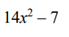 14x² – 7